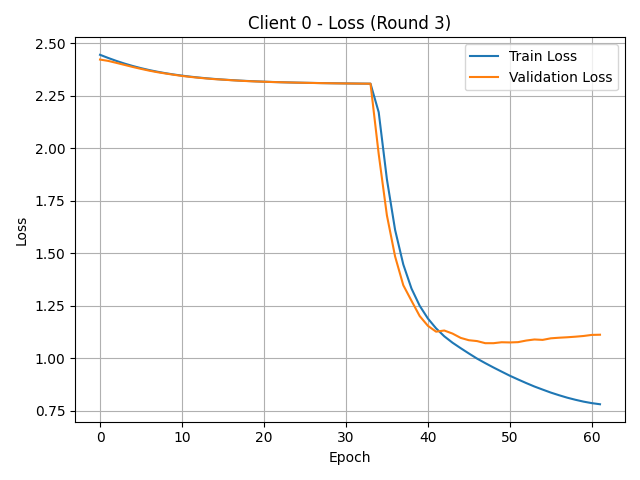 Client 0 - Loss (Round 3)
Train Loss
Validation Loss
2.50
2.25
2.00
1.75
1.50
1.25
1.00
0.75
Loss
0 10 20 30 40 50 60
Epoch